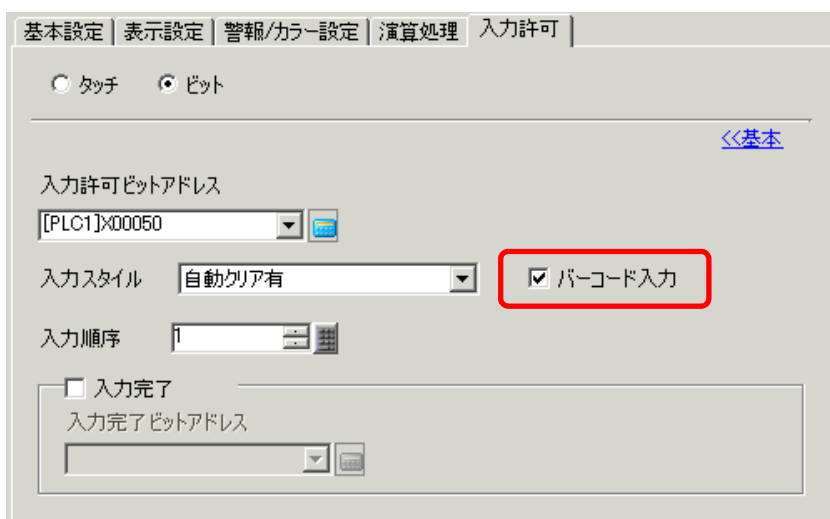 基本設定 表示設定 警報/カラー設定 演算処理 入力許可
タッチ ビット
<<基本
入力許可ビットアドレス
[PLC1]X00050
入力スタイル 自動クリア有 バーコード入力
入力順序 1
入力完了
入力完了ビットアドレス